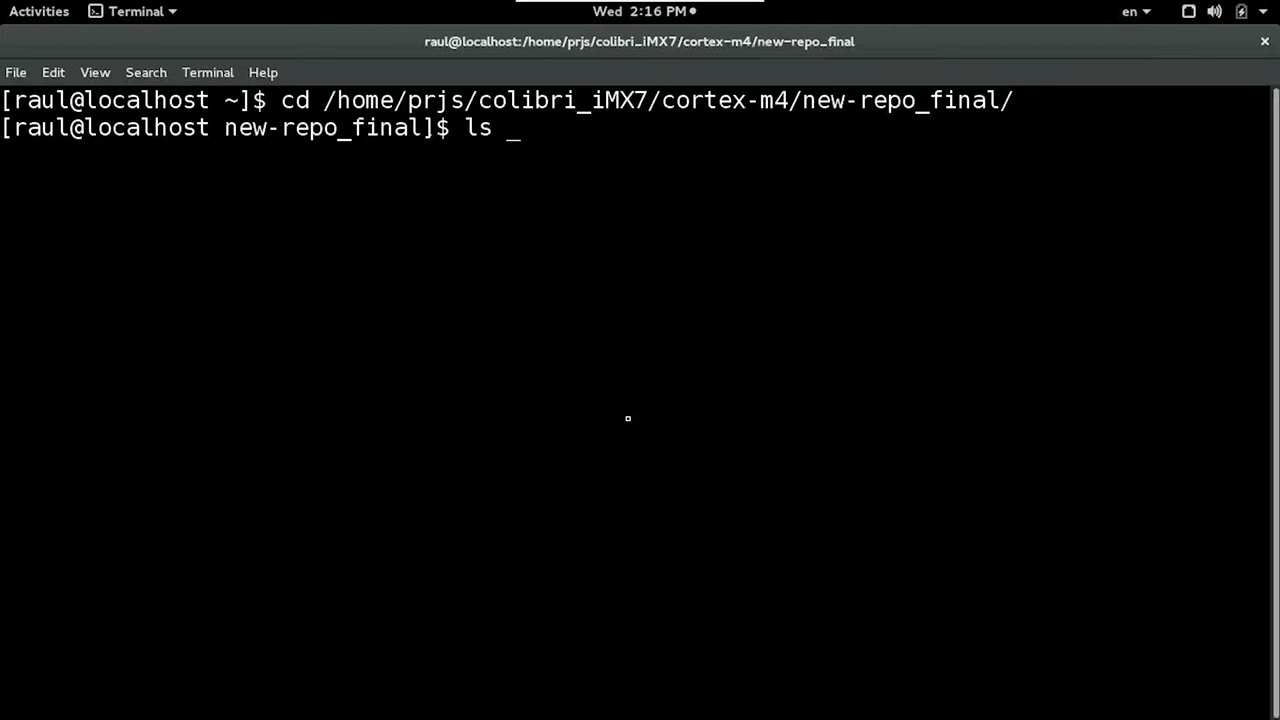 Activities Terminal Wed 2:16 PM en
raul@localhost:/home/prjs/colibri_iMX7/cortex-m4/new-repo_final
File Edit View Search Terminal Help
[raul@localhost ~]$ cd /home/prjs/colibri_iMX7/cortex-m4/new-repo_final/
[raul@localhost new-repo_final]$ ls _